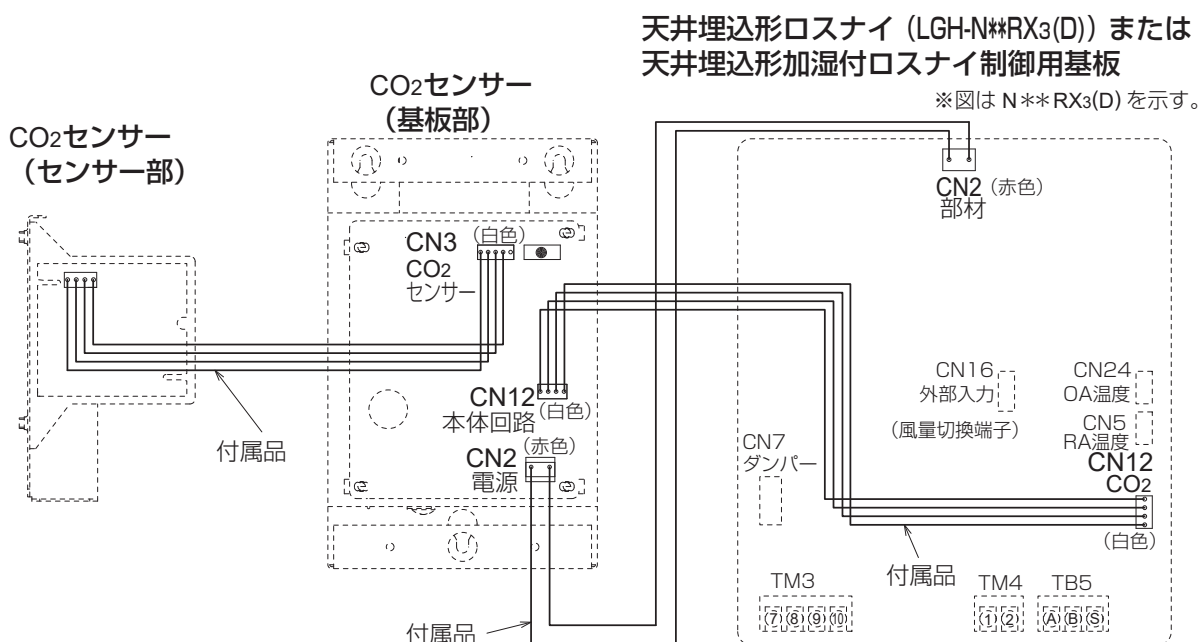 天井埋込形ロスナイ (LGH-N**RX3(D)) または
天井埋込形加湿付ロスナイ制御用基板
※図は N**RX3(D) を示す。
CO2センサー
(基板部)
CO2センサー
(センサー部)
CN2 (赤色)
部材
CN3 (白色)
CO2
センサー
CN16
外部入力
(風量切換端子)
CN24
OA温度
CN5
RA温度
CN12
CO2
(白色)
CN12 (白色)
本体回路
(赤色)
CN2
電源
付属品
CN7
ダンパー
付属品
TM3
⑦⑧⑨⑩
TM4
①②
TB5
ⒶⒷⓈ
付属品